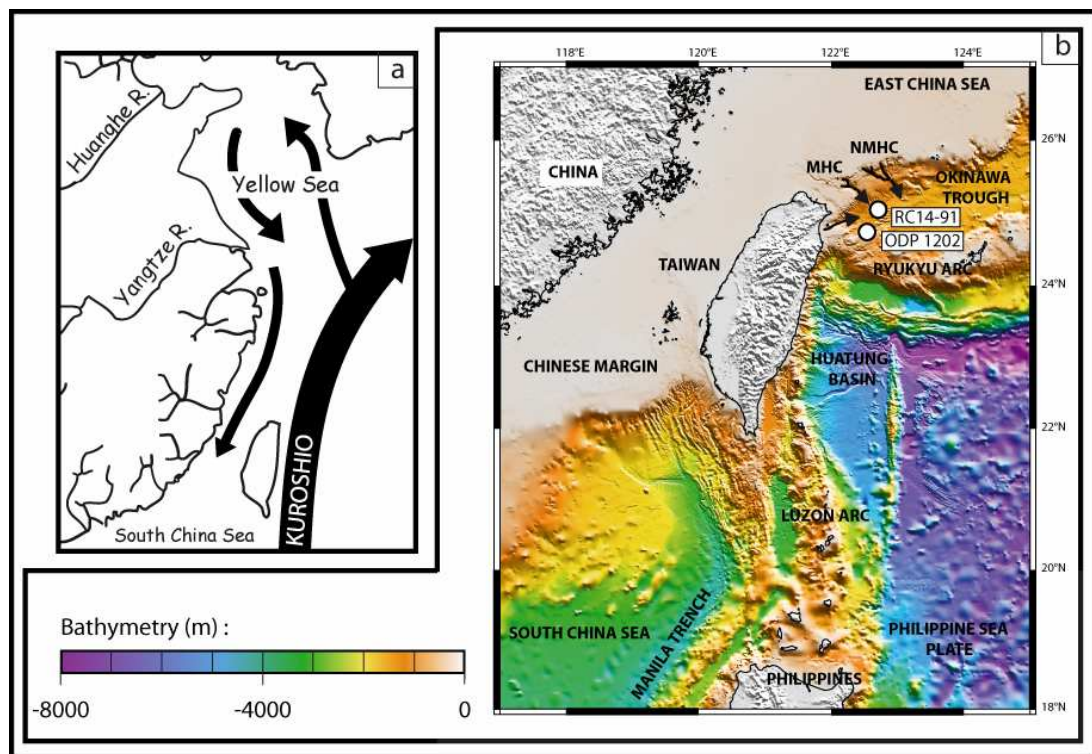 a
Huanghe R.
Yellow Sea
Yangtze R.
KUROSHIO
South China Sea
b
118°E
120°E
122°E
124°E
EAST CHINA SEA
26°N
NMHC
MHC
CHINA
OKINAWA
TROUGH
RC14-91
ODP 1202
TAIWAN
RYUKYU ARC
24°N
CHINESE MARGIN
HUATUNG
BASIN
22°N
LUZON ARC
20°N
SOUTH CHINA SEA
MANILA TRENCH
PHILIPPINE SEA
PLATE
PHILIPPINES
18°N
Bathymetry (m) :
-8000
-4000
0